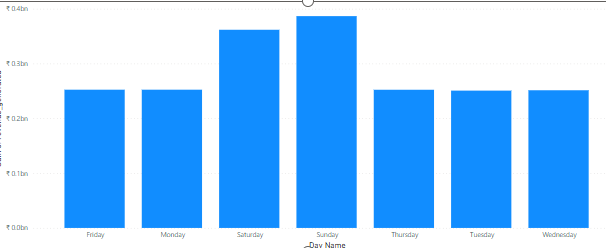 ₹ 0.4bn
₹ 0.3bn
₹ 0.2bn
₹ 0.1bn
₹ 0.0bn
Friday Monday Saturday Sunday Thursday Tuesday Wednesday
Day Name